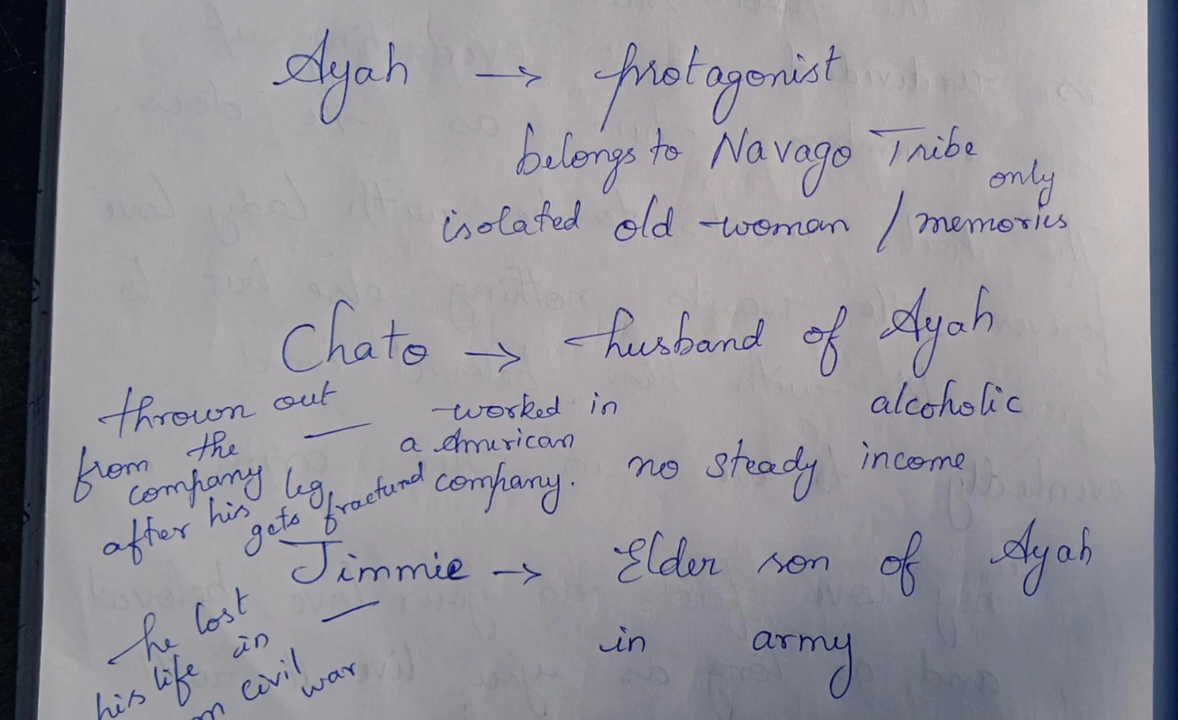 Ayah → protagonist
belongs to Navago Tribe
only
isolated old woman / memories
Chato → husband of Ayah
thrown out — worked in alcoholic
from the a American
company leg company. no steady income
after his gets fractured
Jimmie → Elder son of Ayah
he lost — in army
his life in
civil war